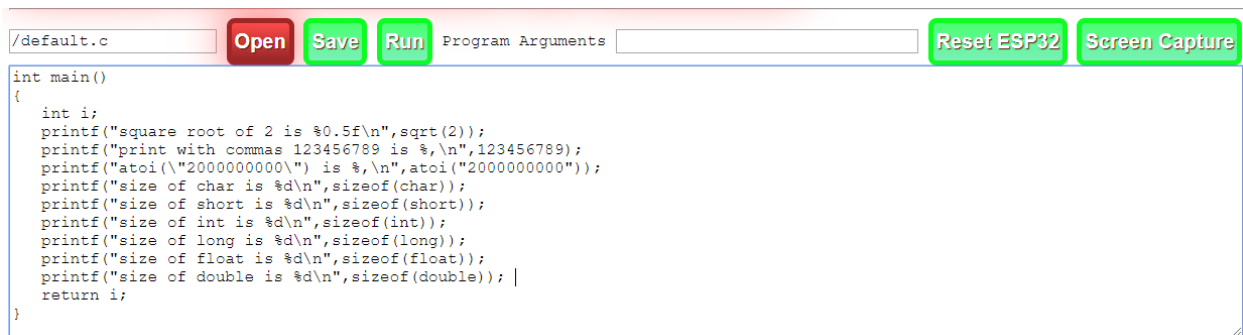 /default.c Open Save Run Program Arguments Reset ESP32 Screen Capture
int main()
{
   int i;
   printf("square root of 2 is %0.5f\n",sqrt(2));
   printf("print with commas 123456789 is %,\n",123456789);
   printf("atoi(\"2000000000\") is %,\n",atoi("2000000000"));
   printf("size of char is %d\n",sizeof(char));
   printf("size of short is %d\n",sizeof(short));
   printf("size of int is %d\n",sizeof(int));
   printf("size of long is %d\n",sizeof(long));
   printf("size of float is %d\n",sizeof(float));
   printf("size of double is %d\n",sizeof(double));
   return i;
}